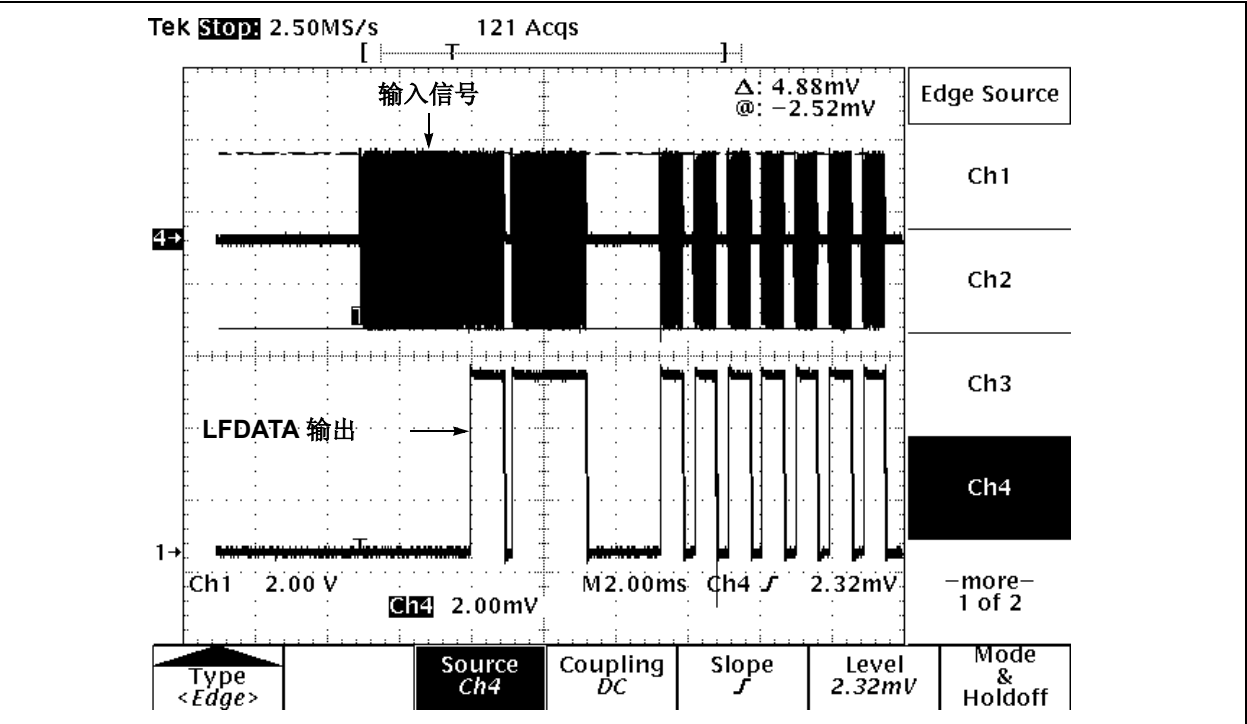 Tek Stop: 2.50MS/s 121 Acqs
[ T ]
输入信号
Δ: 4.88mV
@: −2.52mV
Edge Source
Ch1
4→
Ch2
T
Ch3
LFDATA 输出
Ch4
1→
T
Ch1 2.00 V M2.00ms Ch4 ƒ 2.32mV
Ch4 2.00mV
−more−
1 of 2
Type
<Edge>
Source
Ch4
Coupling
DC
Slope
ƒ
Level
2.32mV
Mode
&
Holdoff